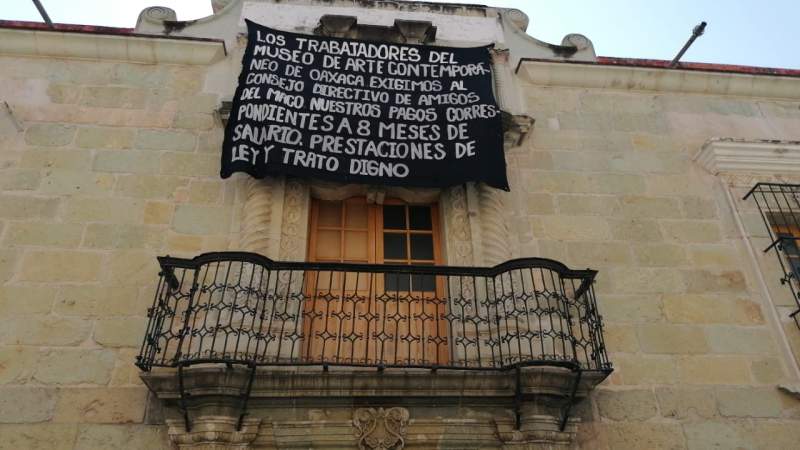 LOS TRABAJADORES DEL
MUSEO DE ARTE CONTEMPORÁ-
NEO DE OAXACA EXIGIMOS AL
CONSEJO DIRECTIVO DE AMIGOS
DEL MACO NUESTROS PAGOS CORRES-
PONDIENTES A 8 MESES DE
SALARIO. PRESTACIONES DE
LEY Y TRATO DIGNO